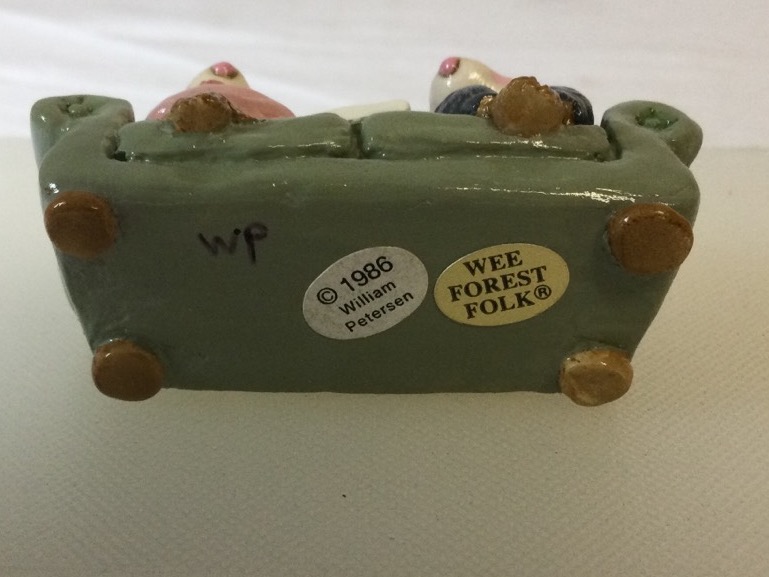 WP
© 1986
William
Petersen
WEE
FOREST
FOLK®